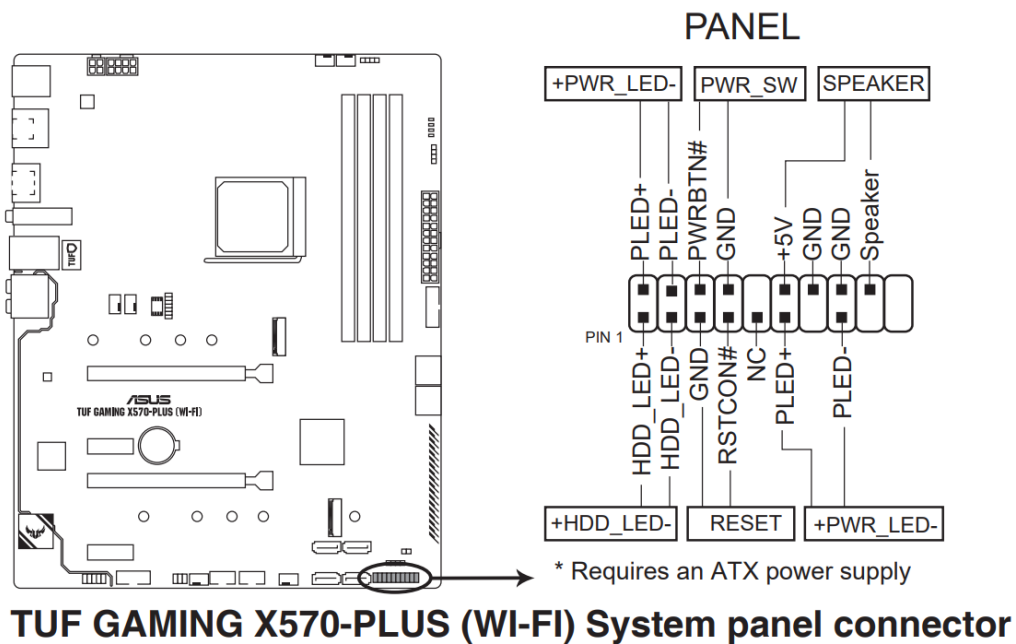 PANEL
+PWR_LED-
PWR_SW
SPEAKER
PLED+
PLED-
PWRBTN#
GND
+5V
GND
GND
Speaker
PIN 1
HDD_LED+
HDD_LED-
GND
RSTCON#
NC
PLED+
PLED-
+HDD_LED-
RESET
+PWR_LED-
* Requires an ATX power supply
TUF
ASUS
TUF GAMING X570-PLUS (WI-FI)
TUF GAMING X570-PLUS (WI-FI) System panel connector